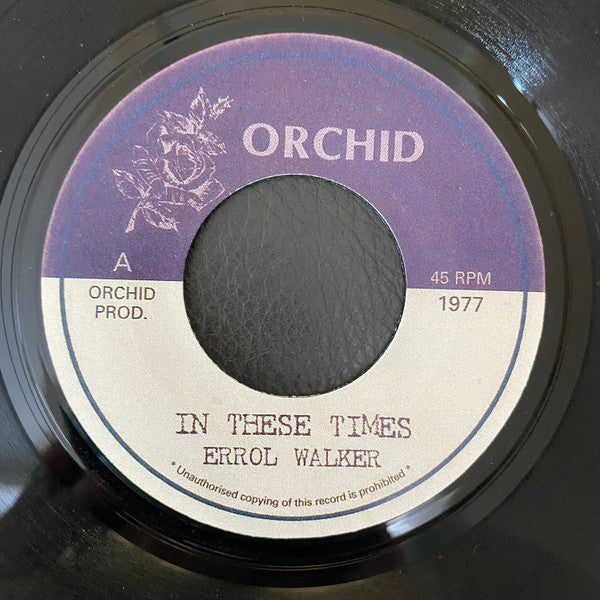 ORCHID
A
45 RPM
ORCHID
PROD.
1977
IN THESE TIMES
ERROL WALKER
* Unauthorised copying of this record is prohibited *